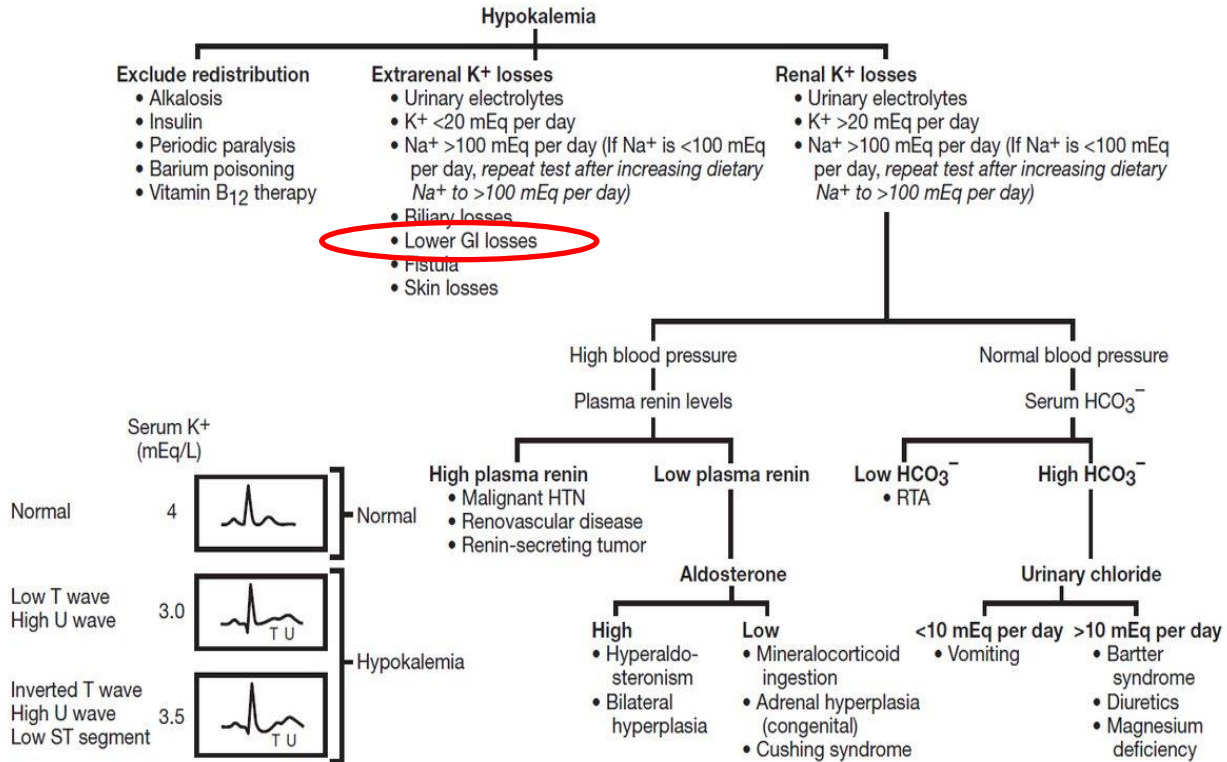 Hypokalemia
Exclude redistribution
• Alkalosis
• Insulin
• Periodic paralysis
• Barium poisoning
• Vitamin B12 therapy
Extrarenal K+ losses
• Urinary electrolytes
• K+ <20 mEq per day
• Na+ >100 mEq per day (If Na+ is <100 mEq
per day, repeat test after increasing dietary
Na+ to >100 mEq per day)
• Biliary losses
• Lower GI losses
• Fistula
• Skin losses
Renal K+ losses
• Urinary electrolytes
• K+ >20 mEq per day
• Na+ >100 mEq per day (If Na+ is <100 mEq
per day, repeat test after increasing dietary
Na+ to >100 mEq per day)
High blood pressure
Plasma renin levels
High plasma renin
• Malignant HTN
• Renovascular disease
• Renin-secreting tumor
Low plasma renin
Aldosterone
High
• Hyperaldo-
steronism
• Bilateral
hyperplasia
Low
• Mineralocorticoid
ingestion
• Adrenal hyperplasia
(congenital)
• Cushing syndrome
Normal blood pressure
Serum HCO3−
Low HCO3−
• RTA
High HCO3−
Urinary chloride
<10 mEq per day
• Vomiting
>10 mEq per day
• Bartter
syndrome
• Diuretics
• Magnesium
deficiency
Serum K+
(mEq/L)
Normal 4
Normal
Low T wave
High U wave
3.0
T U
Hypokalemia
Inverted T wave
High U wave
Low ST segment
3.5
T U